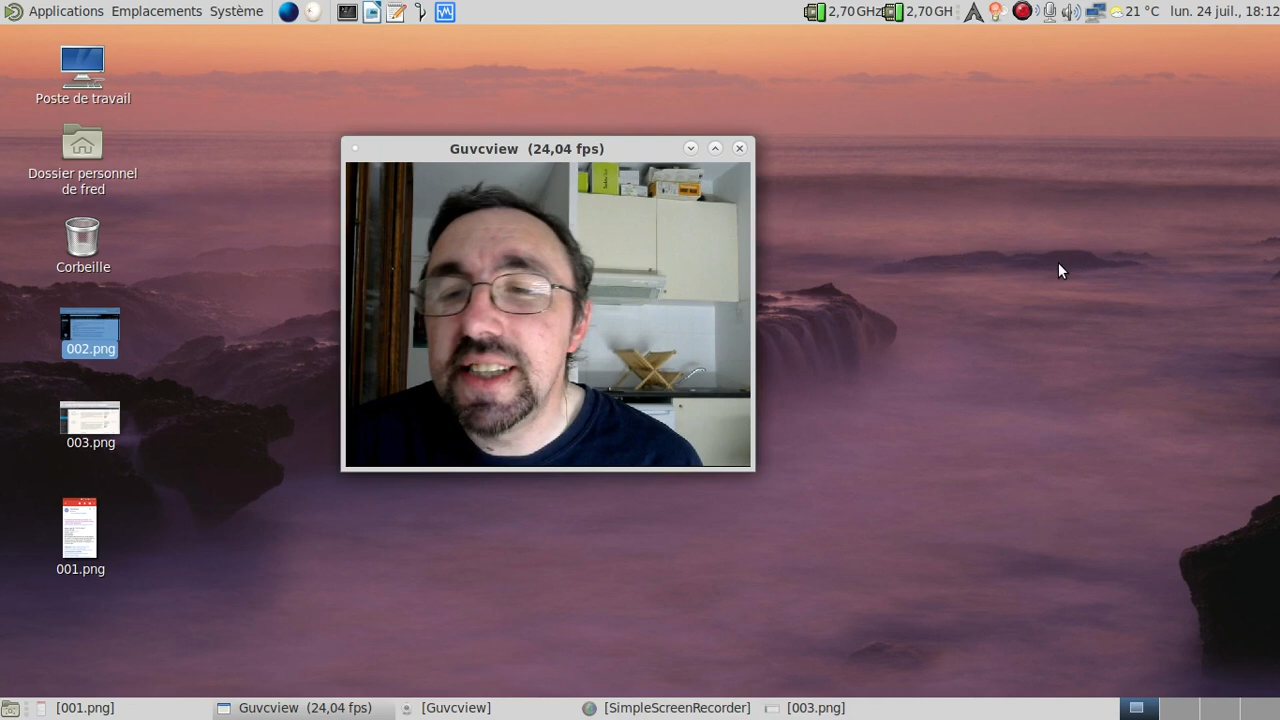 Applications Emplacements Système
2,70 GHz 2,70 GH 21 °C lun. 24 juil., 18:12
Poste de travail
Dossier personnel
de fred
Corbeille
002.png
003.png
001.png
Guvcview (24,04 fps)
[001.png] Guvcview (24,04 fps) [Guvcview] [SimpleScreenRecorder] [003.png]